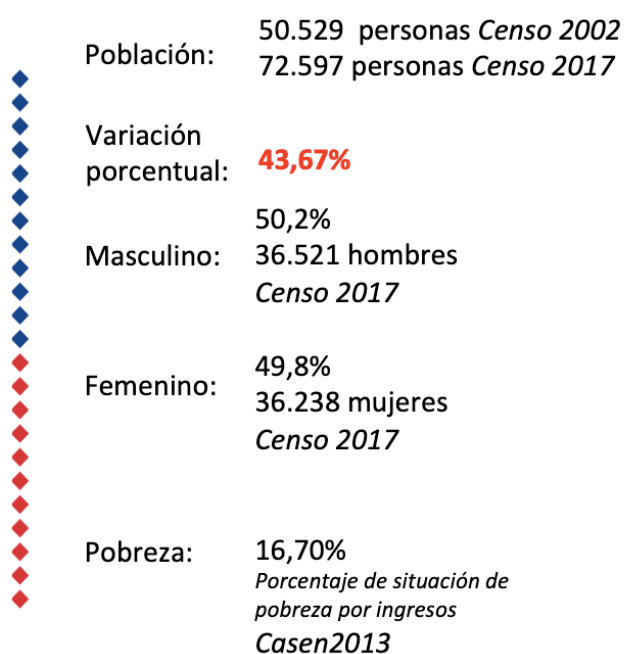 Población:
50.529 personas Censo 2002
72.597 personas Censo 2017
Variación
porcentual:
43,67%
Masculino:
50,2%
36.521 hombres
Censo 2017
Femenino:
49,8%
36.238 mujeres
Censo 2017
Pobreza:
16,70%
Porcentaje de situación de
pobreza por ingresos
Casen2013